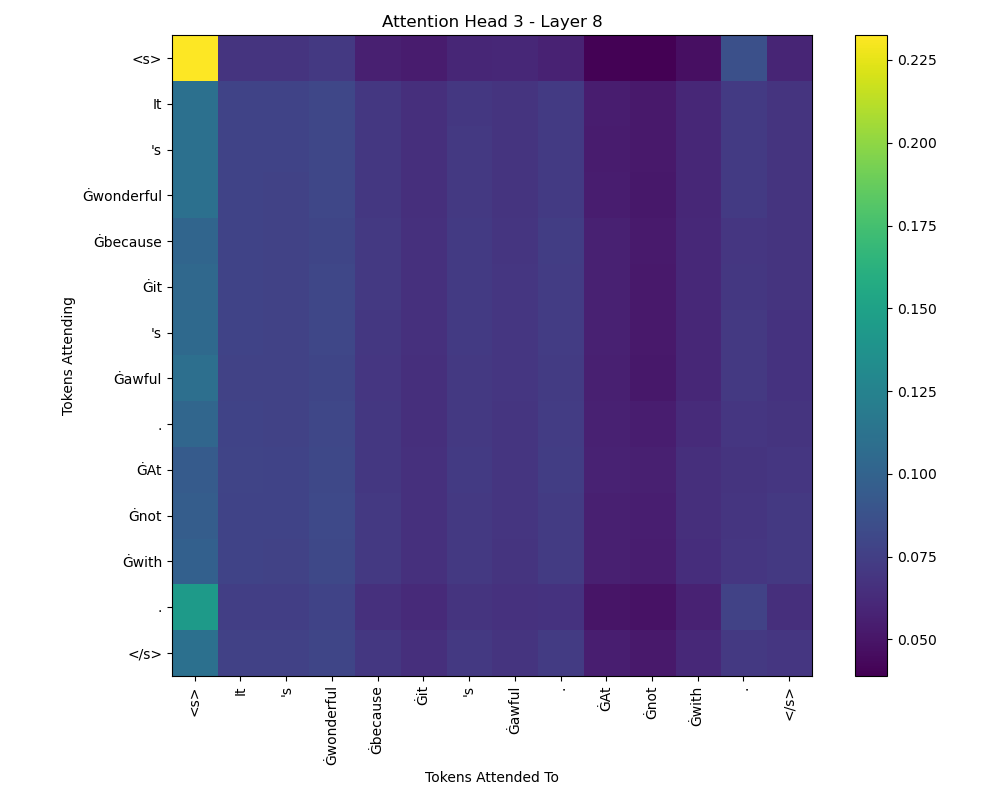 Attention Head 3 - Layer 8
Tokens Attending
<s>
It
's
Ġwonderful
Ġbecause
Ġit
's
Ġawful
.
ĠAt
Ġnot
Ġwith
.
</s>
<s>
It
's
Ġwonderful
Ġbecause
Ġit
's
Ġawful
.
ĠAt
Ġnot
Ġwith
.
</s>
Tokens Attended To
0.225
0.200
0.175
0.150
0.125
0.100
0.075
0.050